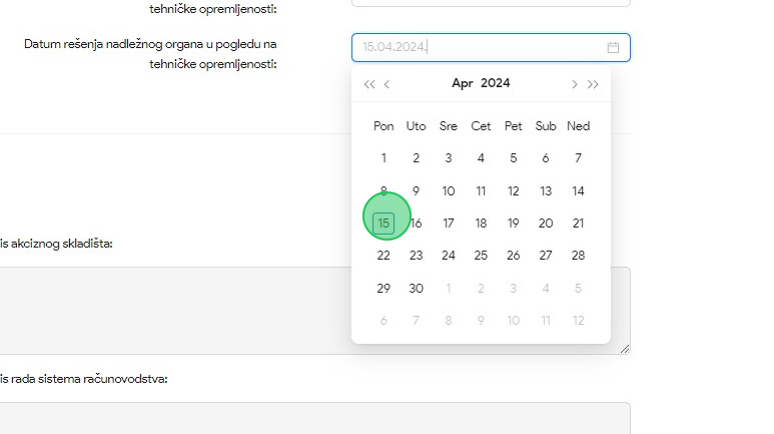 tehničke opremljenosti:
Datum rešenja nadležnog organa u pogledu na
tehničke opremljenosti:
15.04.2024.
Apr 2024
Pon Uto Sre Čet Pet Sub Ned
1 2 3 4 5 6 7
8 9 10 11 12 13 14
15 16 17 18 19 20 21
22 23 24 25 26 27 28
29 30 1 2 3 4 5
6 7 8 9 10 11 12
is akciznog skladišta:
is rada sistema računovodstva: